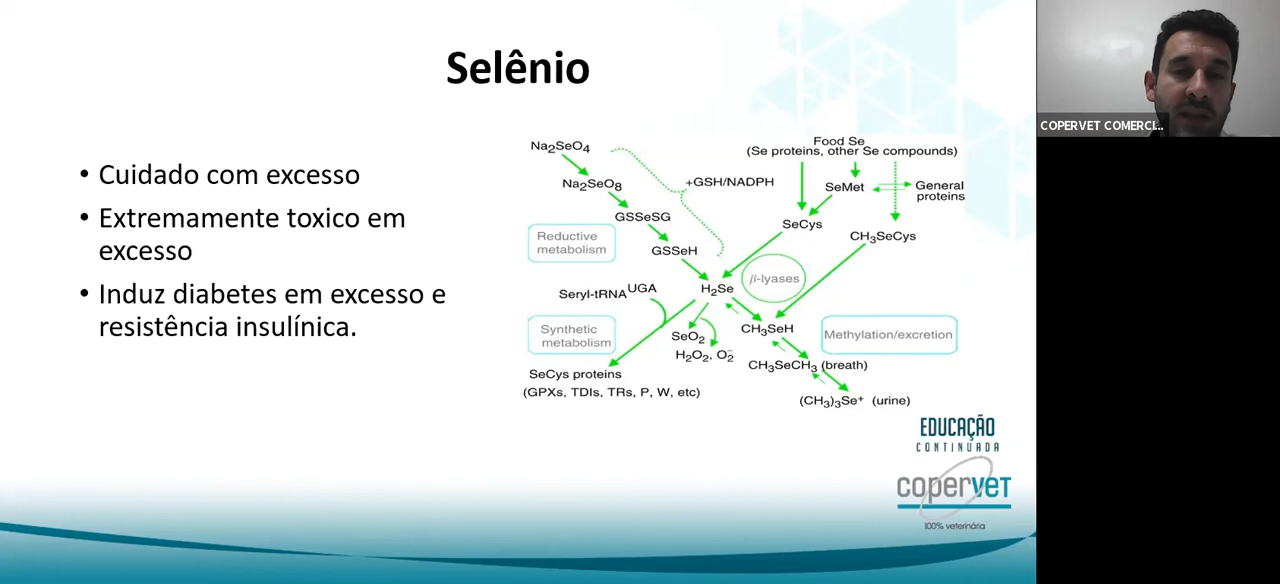 Selênio
COPERVET COMERCI...
• Cuidado com excesso
• Extremamente toxico em
excesso
• Induz diabetes em excesso e
resistência insulínica.
Na₂SeO₄
Na₂SeO₈
GSSeSG
GSSeH
+GSH/NADPH
Food Se
(Se proteins, other Se compounds)
SeMet
General
proteins
SeCys
CH₃SeCys
Reductive
metabolism
β-lyases
H₂Se
Seryl-tRNA^UGA
Synthetic
metabolism
SeO₂
H₂O₂, O₂⁻
CH₃SeH
Methylation/excretion
CH₃SeCH₃ (breath)
(CH₃)₃Se⁺ (urine)
SeCys proteins
(GPXs, TDIs, TRs, P, W, etc)
EDUCAÇÃO
CONTINUADA
copervet
100% veterinária